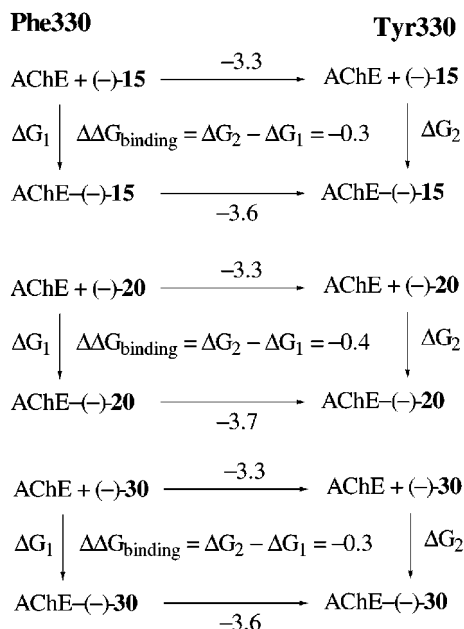 Phe330 Tyr330
−3.3
AChE + (−)-15 AChE + (−)-15
ΔG1 ΔΔGbinding = ΔG2 − ΔG1 = −0.3 ΔG2
AChE−(−)-15 AChE−(−)-15
−3.6
−3.3
AChE + (−)-20 AChE + (−)-20
ΔG1 ΔΔGbinding = ΔG2 − ΔG1 = −0.4 ΔG2
AChE−(−)-20 AChE−(−)-20
−3.7
−3.3
AChE + (−)-30 AChE + (−)-30
ΔG1 ΔΔGbinding = ΔG2 − ΔG1 = −0.3 ΔG2
AChE−(−)-30 AChE−(−)-30
−3.6